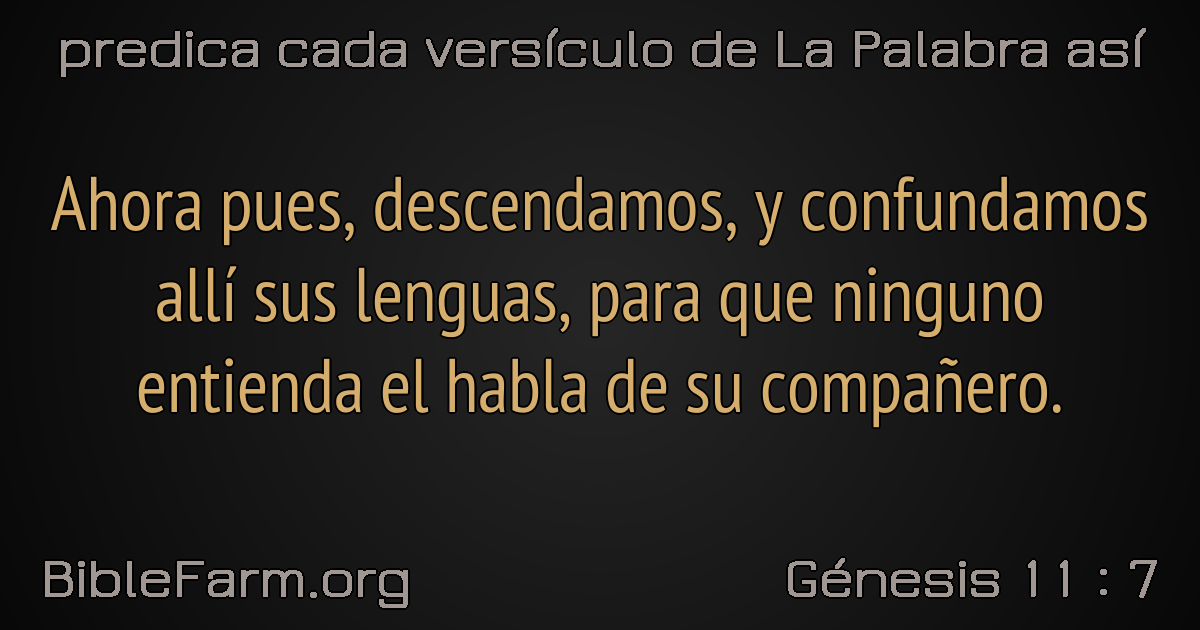 predica cada versículo de La Palabra así
Ahora pues, descendamos, y confundamos
allí sus lenguas, para que ninguno
entienda el habla de su compañero.
BibleFarm.org
Génesis 11 : 7